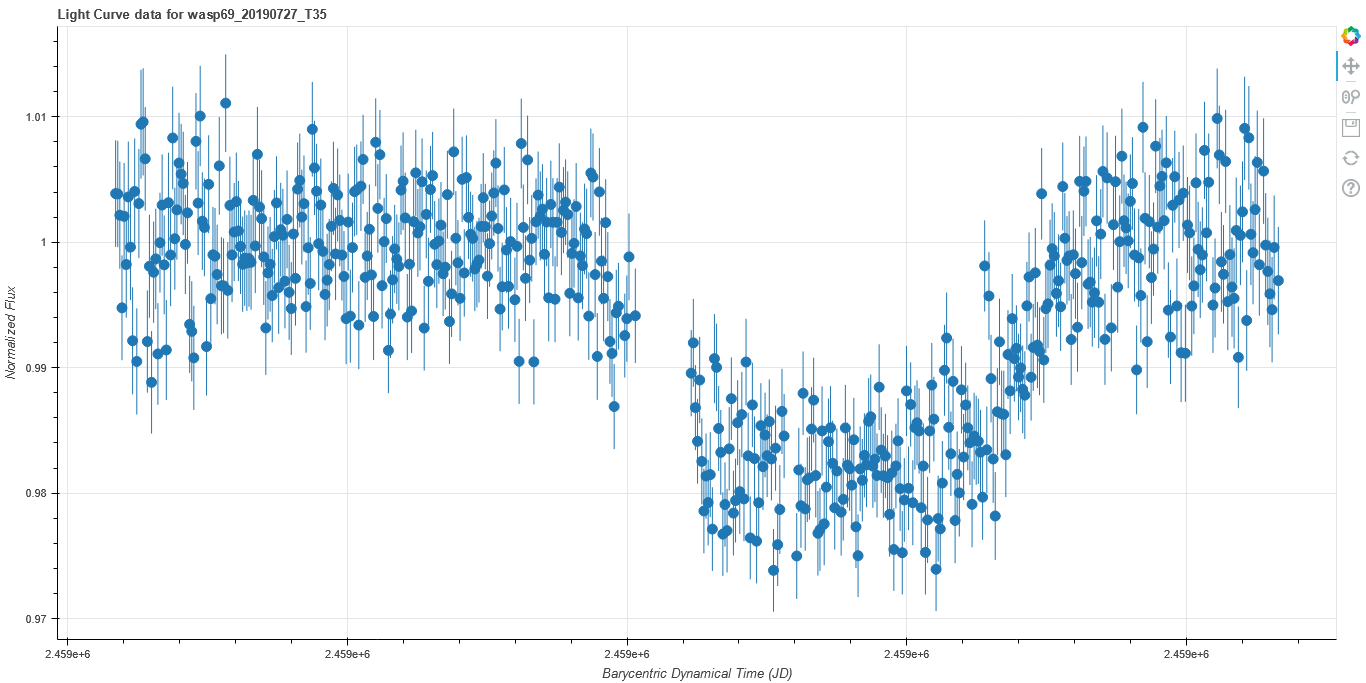 Light Curve data for wasp69_20190727_T35
1.01
1
0.99
0.98
0.97
Normalized Flux
2.459e+6 2.459e+6 2.459e+6 2.459e+6 2.459e+6
Barycentric Dynamical Time (JD)